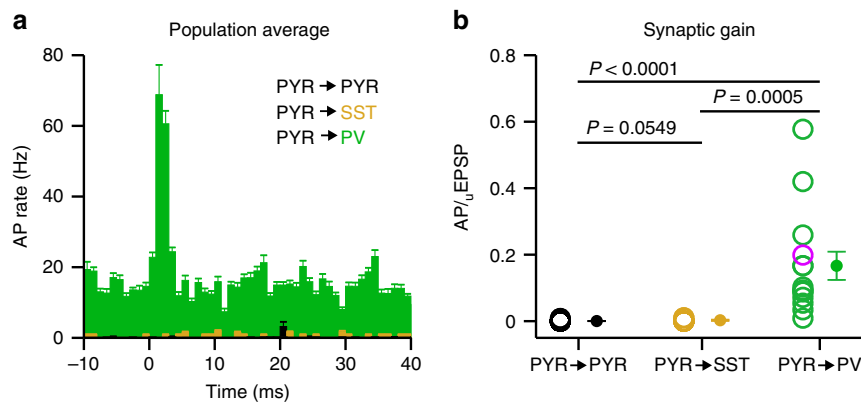 a
Population average
AP rate (Hz)
80
60
40
20
0
PYR→PYR
PYR→SST
PYR→PV
–10
0
10
20
30
40
Time (ms)
b
Synaptic gain
AP/uEPSP
0.8
0.6
0.4
0.2
0
P < 0.0001
P = 0.0005
P = 0.0549
PYR→PYR
PYR→SST
PYR→PV